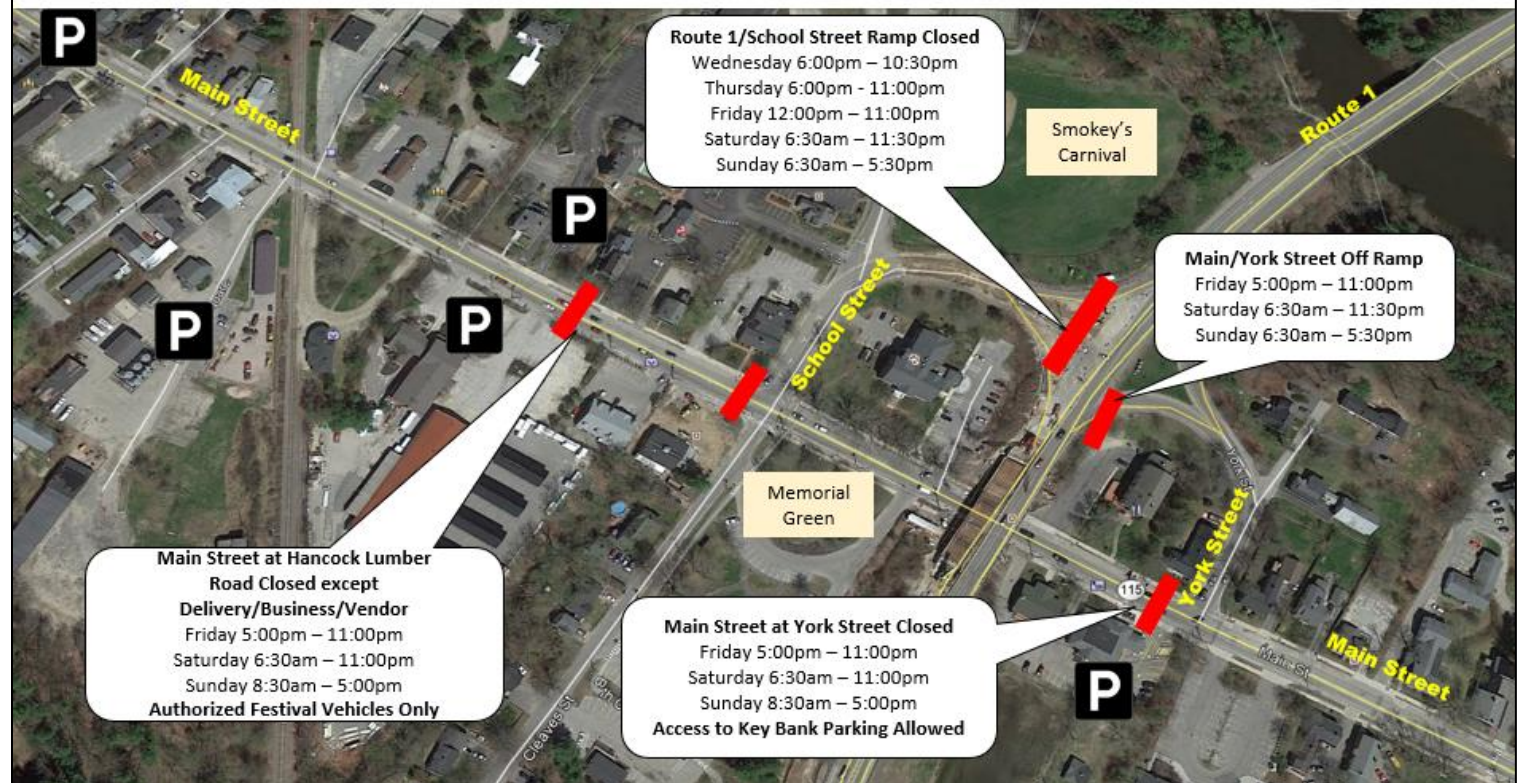 P
Main Street
Route 1/School Street Ramp Closed
Wednesday 6:00pm – 10:30pm
Thursday 6:00pm - 11:00pm
Friday 12:00pm – 11:00pm
Saturday 6:30am – 11:30pm
Sunday 6:30am – 5:30pm
Smokey's
Carnival
Route 1
P
Main/York Street Off Ramp
Friday 5:00pm – 11:00pm
Saturday 6:30am – 11:30pm
Sunday 6:30am – 5:30pm
P
P
School Street
Memorial
Green
York St
York Street
115
Main Street at Hancock Lumber
Road Closed except
Delivery/Business/Vendor
Friday 5:00pm – 11:00pm
Saturday 6:30am – 11:00pm
Sunday 8:30am – 5:00pm
Authorized Festival Vehicles Only
Main Street at York Street Closed
Friday 5:00pm – 11:00pm
Saturday 6:30am – 11:00pm
Sunday 8:30am – 5:00pm
Access to Key Bank Parking Allowed
P
Main St
Main Street
Cleaves St